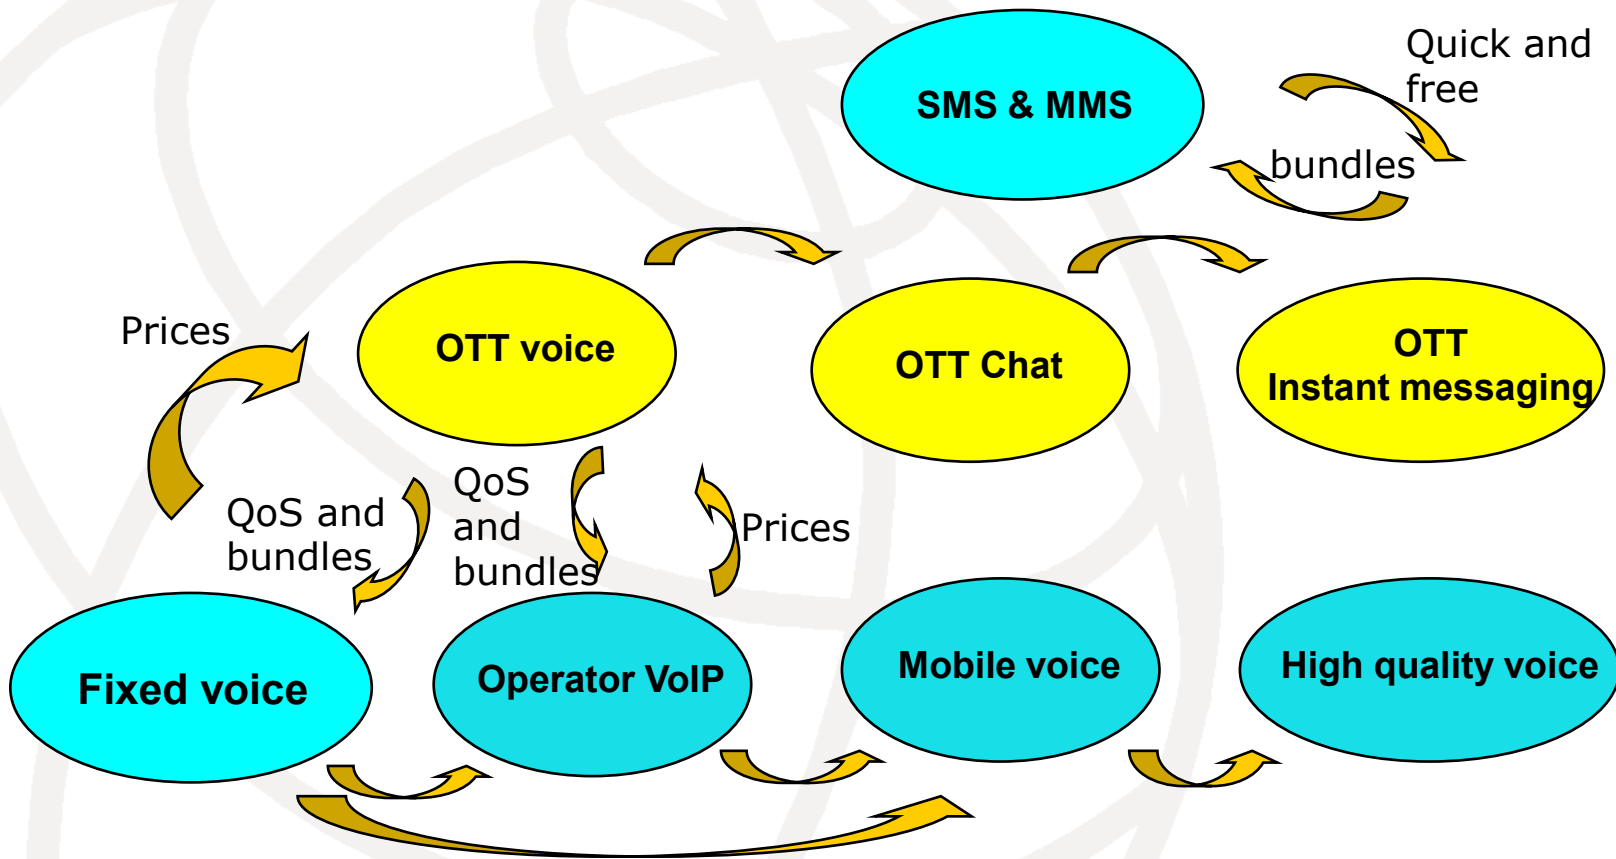 Quick and
free
SMS & MMS
bundles
Prices
OTT voice
OTT Chat
OTT
Instant messaging
QoS and
bundles
QoS
and
bundles
Prices
Fixed voice
Operator VoIP
Mobile voice
High quality voice